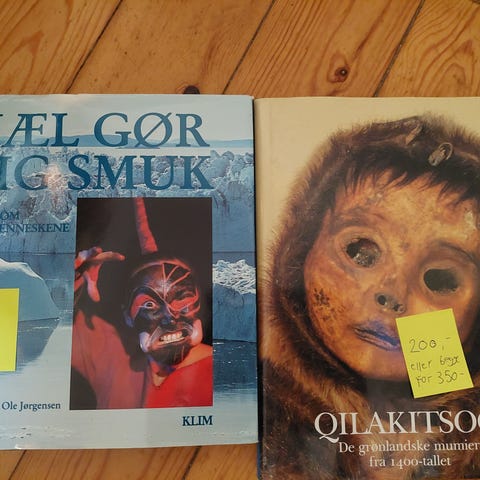 ÆL GØR
IG SMUK
OM
ENNESKENE
Ole Jørgensen
KLIM
200,-
eller begge
for 350,-
QILAKITSO
De grønlandske mumier
fra 1400-tallet